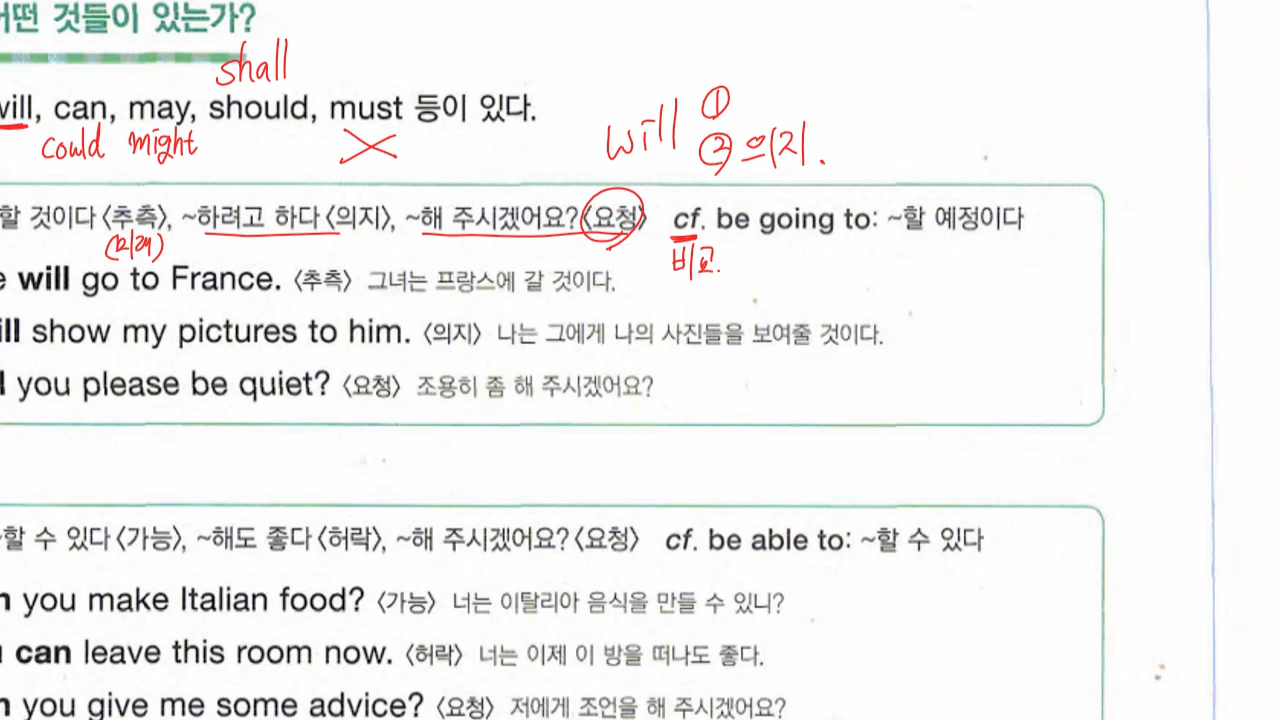 어떤 것들이 있는가?
shall
will, can, may, should, must 등이 있다.
could might
will ①
② 의지.
할 것이다 〈추측〉, ~하려고 하다 〈의지〉, ~해 주시겠어요? 〈요청〉 cf. be going to: ~할 예정이다
(미래)
비교.
e will go to France. 〈추측〉 그녀는 프랑스에 갈 것이다.
ill show my pictures to him. 〈의지〉 나는 그에게 나의 사진들을 보여줄 것이다.
l you please be quiet? 〈요청〉 조용히 좀 해 주시겠어요?
~할 수 있다 〈가능〉, ~해도 좋다 〈허락〉, ~해 주시겠어요? 〈요청〉 cf. be able to: ~할 수 있다
n you make Italian food? 〈가능〉 너는 이탈리아 음식을 만들 수 있니?
can leave this room now. 〈허락〉 너는 이제 이 방을 떠나도 좋다.
n you give me some advice? 〈요청〉 저에게 조언을 해 주시겠어요?